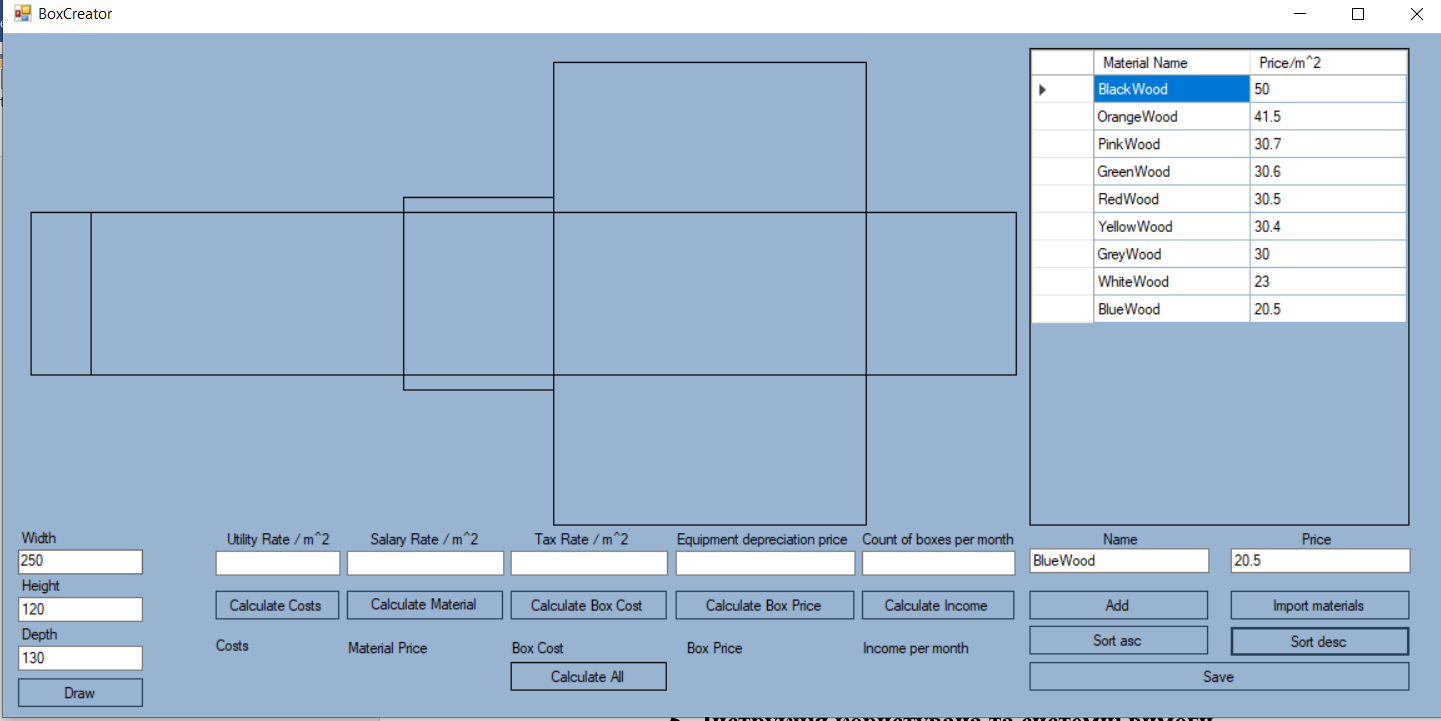 BoxCreator
Material Name Price/m^2
BlackWood 50
OrangeWood 41.5
PinkWood 30.7
GreenWood 30.6
RedWood 30.5
YellowWood 30.4
GreyWood 30
WhiteWood 23
BlueWood 20.5
Width
250
Height
120
Depth
130
Draw
Utility Rate / m^2 Salary Rate / m^2 Tax Rate / m^2 Equipment depreciation price Count of boxes per month
Calculate Costs Calculate Material Calculate Box Cost Calculate Box Price Calculate Income
Costs Material Price Box Cost Box Price Income per month
Calculate All
Name Price
BlueWood 20.5
Add Import materials
Sort asc Sort desc
Save